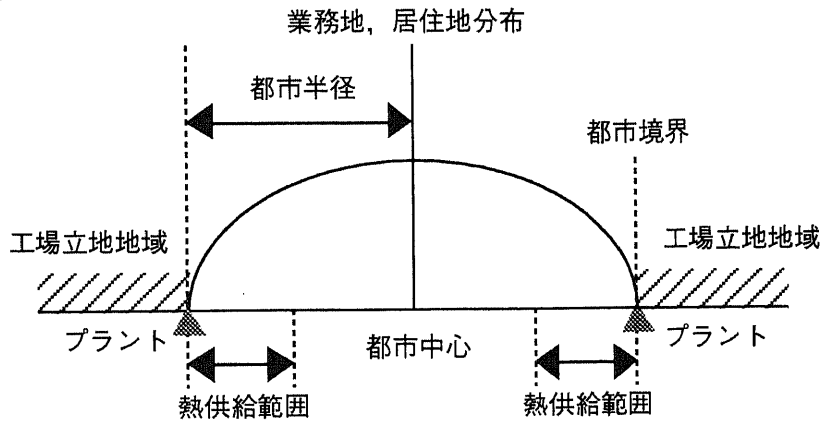 業務地，居住地分布
都市半径
都市境界
工場立地地域
工場立地地域
プラント
都市中心
プラント
熱供給範囲
熱供給範囲